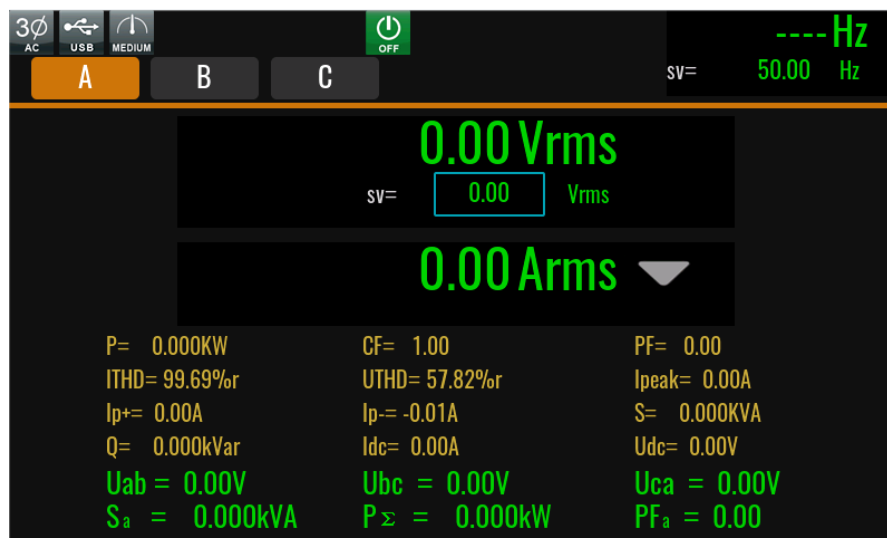 3Ø
AC USB MEDIUM OFF
----Hz
A B C
sv= 50.00 Hz
0.00 Vrms
sv= 0.00 Vrms
0.00 Arms
P= 0.000KW CF= 1.00 PF= 0.00
ITHD= 99.69%r UTHD= 57.82%r Ipeak= 0.00A
Ip+= 0.00A Ip-= -0.01A S= 0.000KVA
Q= 0.000kVar Idc= 0.00A Udc= 0.00V
Uab = 0.00V Ubc = 0.00V Uca = 0.00V
Sa = 0.000kVA PΣ = 0.000kW PFa = 0.00